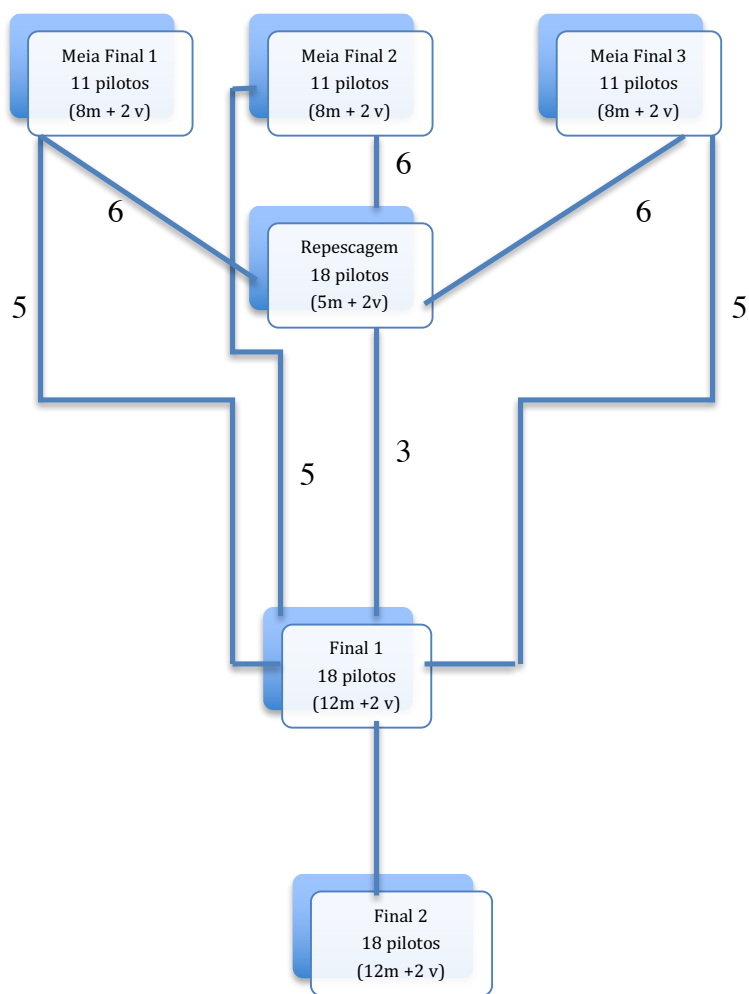 Meia Final 1
11 pilotos
(8m + 2 v)
Meia Final 2
11 pilotos
(8m + 2 v)
Meia Final 3
11 pilotos
(8m + 2 v)
6
6
6
Repescagem
18 pilotos
(5m + 2v)
5
5
5
3
Final 1
18 pilotos
(12m +2 v)
Final 2
18 pilotos
(12m +2 v)